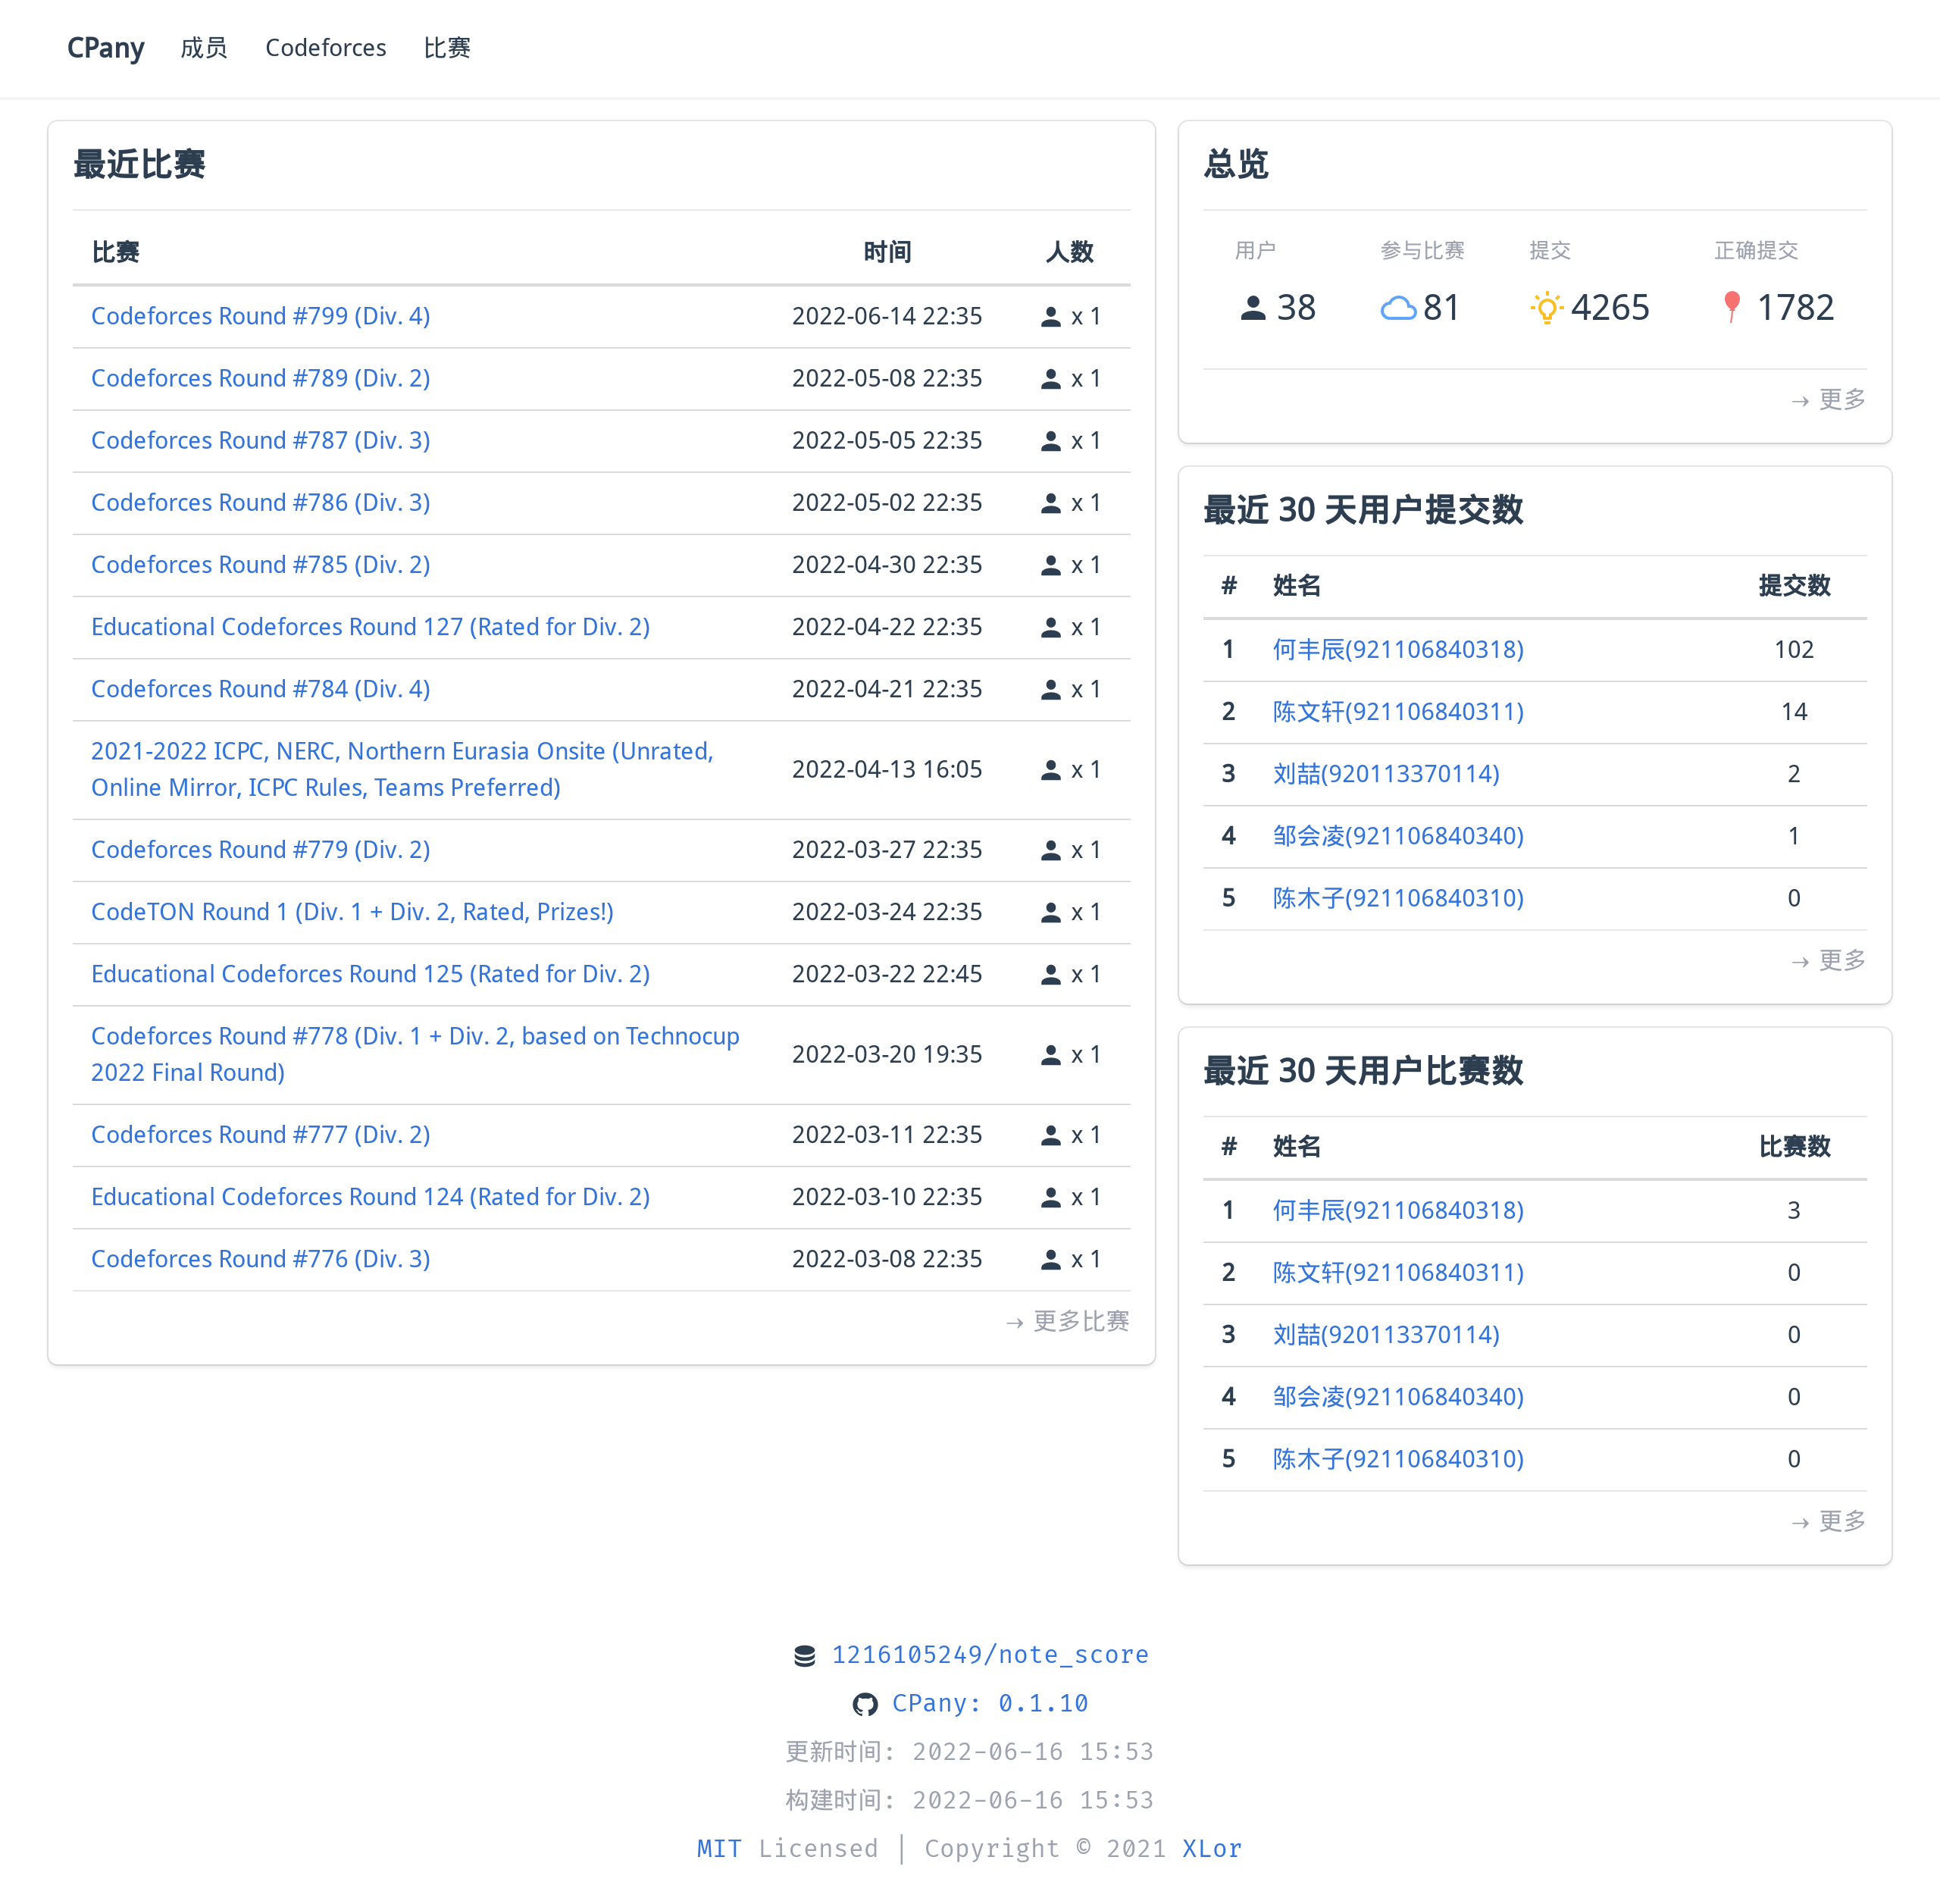 CPany 成员 Codeforces 比赛
最近比赛
比赛 时间 人数
Codeforces Round #799 (Div. 4) 2022-06-14 22:35 x 1
Codeforces Round #789 (Div. 2) 2022-05-08 22:35 x 1
Codeforces Round #787 (Div. 3) 2022-05-05 22:35 x 1
Codeforces Round #786 (Div. 3) 2022-05-02 22:35 x 1
Codeforces Round #785 (Div. 2) 2022-04-30 22:35 x 1
Educational Codeforces Round 127 (Rated for Div. 2) 2022-04-22 22:35 x 1
Codeforces Round #784 (Div. 4) 2022-04-21 22:35 x 1
2021-2022 ICPC, NERC, Northern Eurasia Onsite (Unrated,
Online Mirror, ICPC Rules, Teams Preferred) 2022-04-13 16:05 x 1
Codeforces Round #779 (Div. 2) 2022-03-27 22:35 x 1
CodeTON Round 1 (Div. 1 + Div. 2, Rated, Prizes!) 2022-03-24 22:35 x 1
Educational Codeforces Round 125 (Rated for Div. 2) 2022-03-22 22:45 x 1
Codeforces Round #778 (Div. 1 + Div. 2, based on Technocup
2022 Final Round) 2022-03-20 19:35 x 1
Codeforces Round #777 (Div. 2) 2022-03-11 22:35 x 1
Educational Codeforces Round 124 (Rated for Div. 2) 2022-03-10 22:35 x 1
Codeforces Round #776 (Div. 3) 2022-03-08 22:35 x 1
→ 更多比赛
总览
用户 参与比赛 提交 正确提交
38 81 4265 1782
→ 更多
最近 30 天用户提交数
# 姓名 提交数
1 何丰辰(921106840318) 102
2 陈文轩(921106840311) 14
3 刘喆(920113370114) 2
4 邹会凌(921106840340) 1
5 陈木子(921106840310) 0
→ 更多
最近 30 天用户比赛数
# 姓名 比赛数
1 何丰辰(921106840318) 3
2 陈文轩(921106840311) 0
3 刘喆(920113370114) 0
4 邹会凌(921106840340) 0
5 陈木子(921106840310) 0
→ 更多
1216105249/note_score
CPany: 0.1.10
更新时间: 2022-06-16 15:53
构建时间: 2022-06-16 15:53
MIT Licensed | Copyright © 2021 XLor